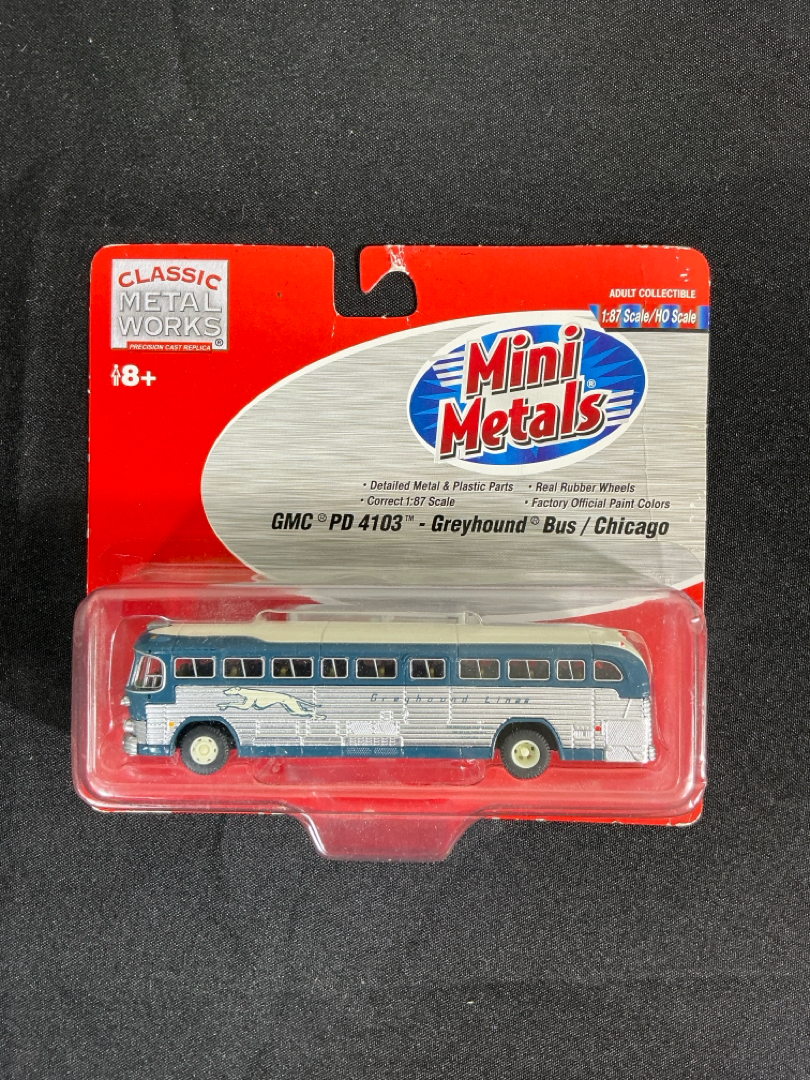 CLASSIC
METAL
WORKS®
PRECISION CAST REPLICA
8+
ADULT COLLECTIBLE
1:87 Scale/HO Scale
Mini
Metals®
• Detailed Metal & Plastic Parts • Real Rubber Wheels
• Correct 1:87 Scale • Factory Official Paint Colors
GMC® PD 4103™ - Greyhound® Bus / Chicago
Greyhound Lines